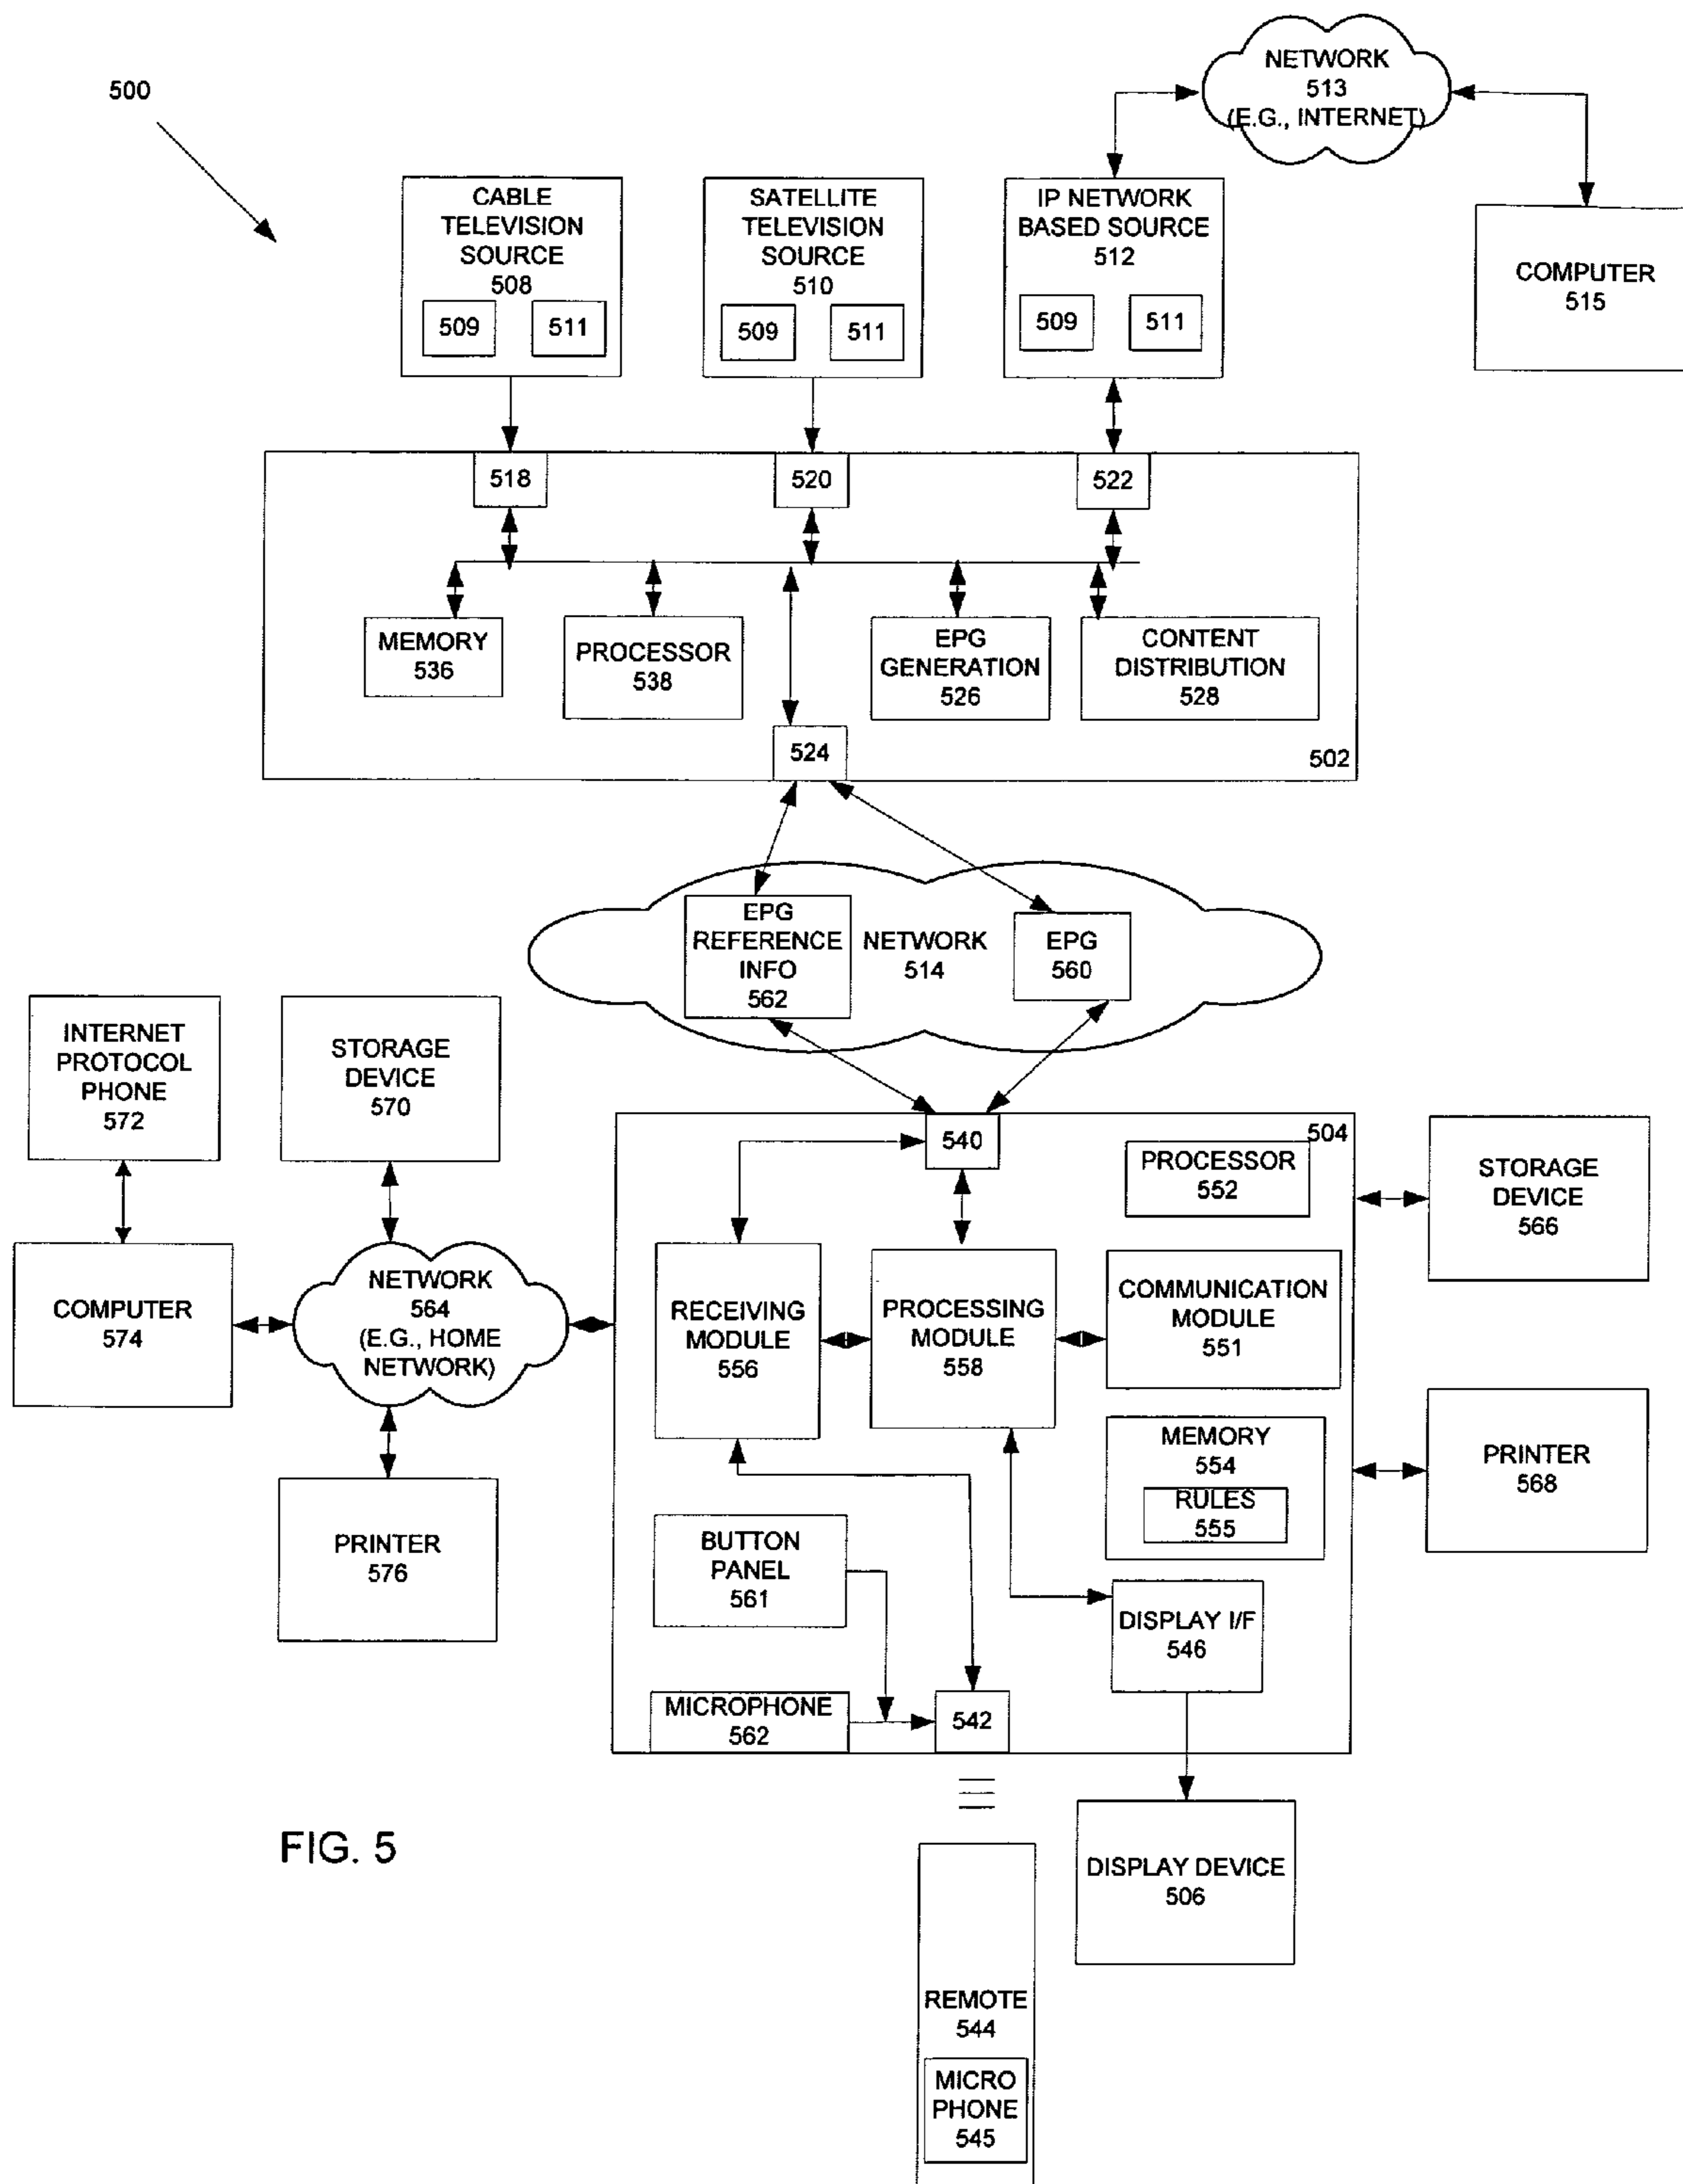 500
NETWORK
513
(E.G., INTERNET)
CABLE
TELEVISION
SOURCE
508
509
511
SATELLITE
TELEVISION
SOURCE
510
509
511
IP NETWORK
BASED SOURCE
512
509
511
COMPUTER
515
518
520
522
MEMORY
536
PROCESSOR
538
EPG
GENERATION
526
CONTENT
DISTRIBUTION
528
524
502
EPG
REFERENCE
INFO
562
NETWORK
514
EPG
560
INTERNET
PROTOCOL
PHONE
572
STORAGE
DEVICE
570
540
504
PROCESSOR
552
STORAGE
DEVICE
566
COMPUTER
574
NETWORK
564
(E.G., HOME
NETWORK)
RECEIVING
MODULE
556
PROCESSING
MODULE
558
COMMUNICATION
MODULE
551
MEMORY
554
RULES
555
PRINTER
568
PRINTER
576
BUTTON
PANEL
561
DISPLAY I/F
546
MICROPHONE
562
542
FIG. 5
DISPLAY DEVICE
506
REMOTE
544
MICRO
PHONE
545